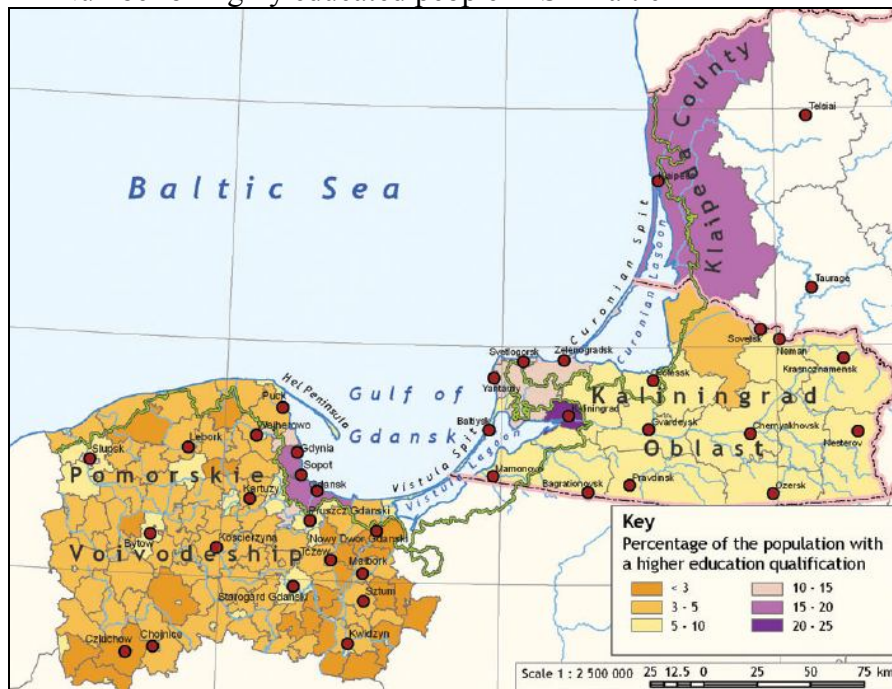 Baltic Sea
Klaipeda County
Telsiai
Klaipeda
Taurage
Curonian Spit
Curonian Lagoon
Sovetsk
Neman
Krasnoznamensk
Svetlogorsk
Zelenogradsk
Yantarny
Polessk
Kaliningrad
Oblast
Kaliningrad
Gvardeysk
Chernyakhovsk
Nesterov
Baltiysk
Mamonovo
Bagrationovsk
Pravdinsk
Ozersk
Gulf of
Gdansk
Hel Peninsula
Vistula Spit
Vistula Lagoon
Puck
Wejherowo
Lebork
Slupsk
Gdynia
Sopot
Gdansk
Pomorskie
Voivodeship
Kartuzy
Pruszcz Gdanski
Nowy Dwor Gdanski
Bytow
Koscierzyna
Tczew
Malbork
Starogard Gdanski
Sztum
Kwidzyn
Czluchow
Chojnice
Key
Percentage of the population with
a higher education qualification
< 3
3 - 5
5 - 10
10 - 15
15 - 20
20 - 25
Scale 1 : 2 500 000
25 12.5 0 25 50 75 km